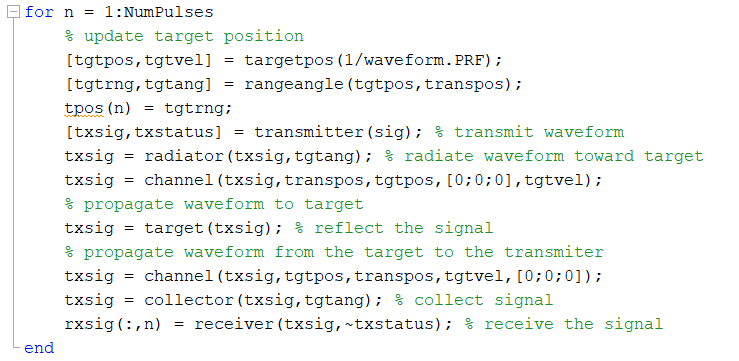 for n = 1:NumPulses
% update target position
[tgtpos,tgtvel] = targetpos(1/waveform.PRF);
[tgtrng,tgtang] = rangeangle(tgtpos,transpos);
tpos(n) = tgtrng;
[txsig,txstatus] = transmitter(sig); % transmit waveform
txsig = radiator(txsig,tgtang); % radiate waveform toward target
txsig = channel(txsig,transpos,tgtpos,[0;0;0],tgtvel);
% propagate waveform to target
txsig = target(txsig); % reflect the signal
% propagate waveform from the target to the transmiter
txsig = channel(txsig,tgtpos,transpos,tgtvel,[0;0;0]);
txsig = collector(txsig,tgtang); % collect signal
rxsig(:,n) = receiver(txsig,~txstatus); % receive the signal
end